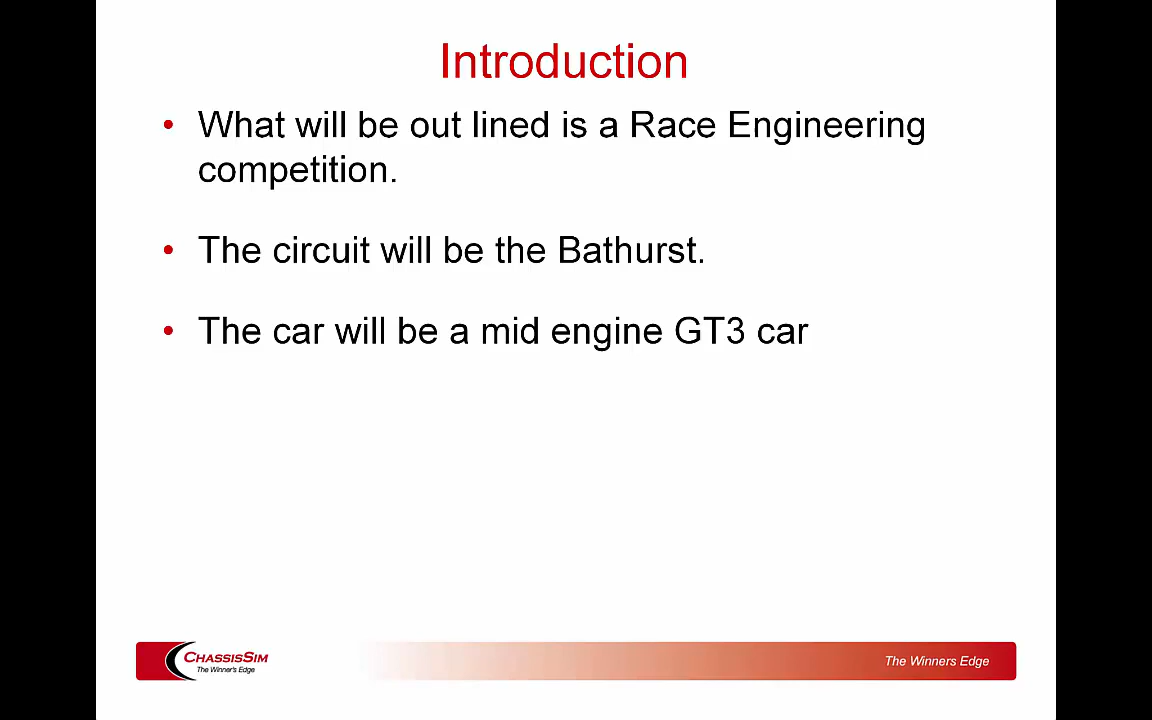 Introduction
• What will be out lined is a Race Engineering
competition.
• The circuit will be the Bathurst.
• The car will be a mid engine GT3 car
CHASSISSIM
The Winner's Edge
The Winners Edge